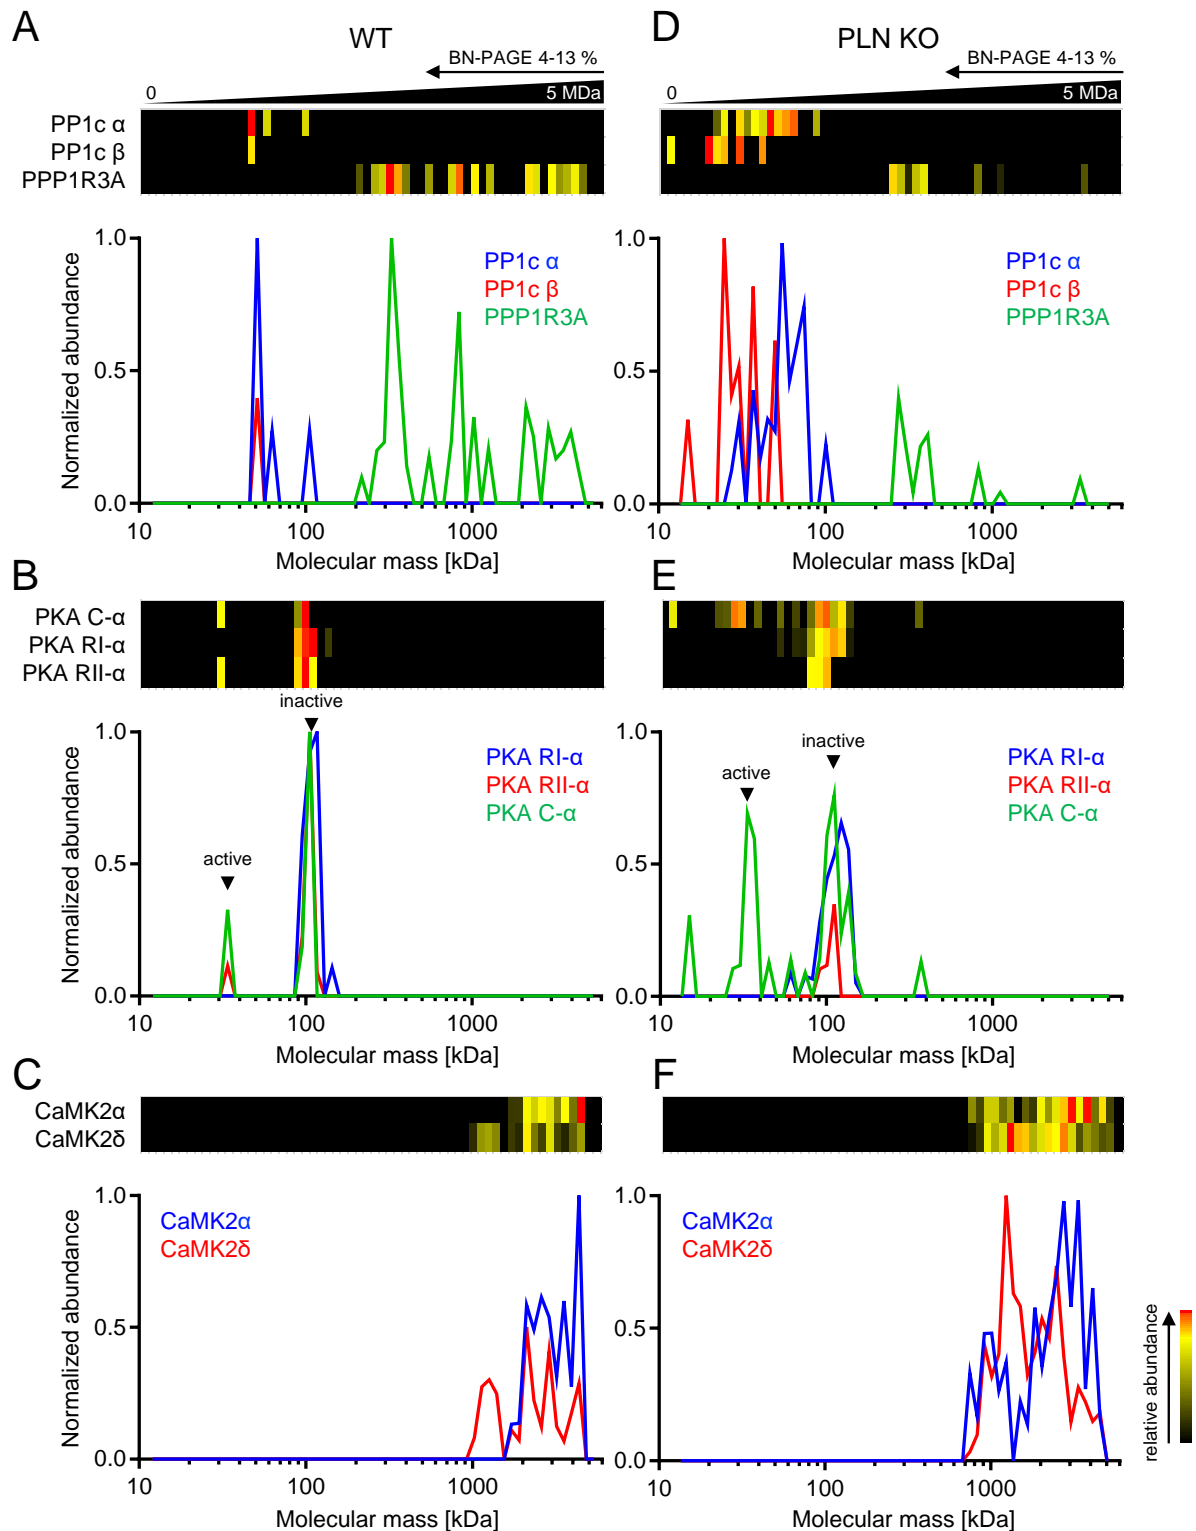 A
WT
BN-PAGE 4-13 %
0
5 MDa
PP1c α
PP1c β
PPP1R3A
1.0
0.5
0.0
Normalized abundance
PP1c α
PP1c β
PPP1R3A
10
100
1000
Molecular mass [kDa]
D
PLN KO
BN-PAGE 4-13 %
0
5 MDa
1.0
0.5
0.0
PP1c α
PP1c β
PPP1R3A
10
100
1000
Molecular mass [kDa]
B
PKA C-α
PKA RI-α
PKA RII-α
inactive
active
1.0
0.5
0.0
Normalized abundance
PKA RI-α
PKA RII-α
PKA C-α
10
100
1000
Molecular mass [kDa]
E
inactive
active
1.0
0.5
0.0
PKA RI-α
PKA RII-α
PKA C-α
10
100
1000
Molecular mass [kDa]
C
CaMK2α
CaMK2δ
1.0
0.5
0.0
Normalized abundance
CaMK2α
CaMK2δ
10
100
1000
Molecular mass [kDa]
F
1.0
0.5
0.0
CaMK2α
CaMK2δ
10
100
1000
Molecular mass [kDa]
relative abundance